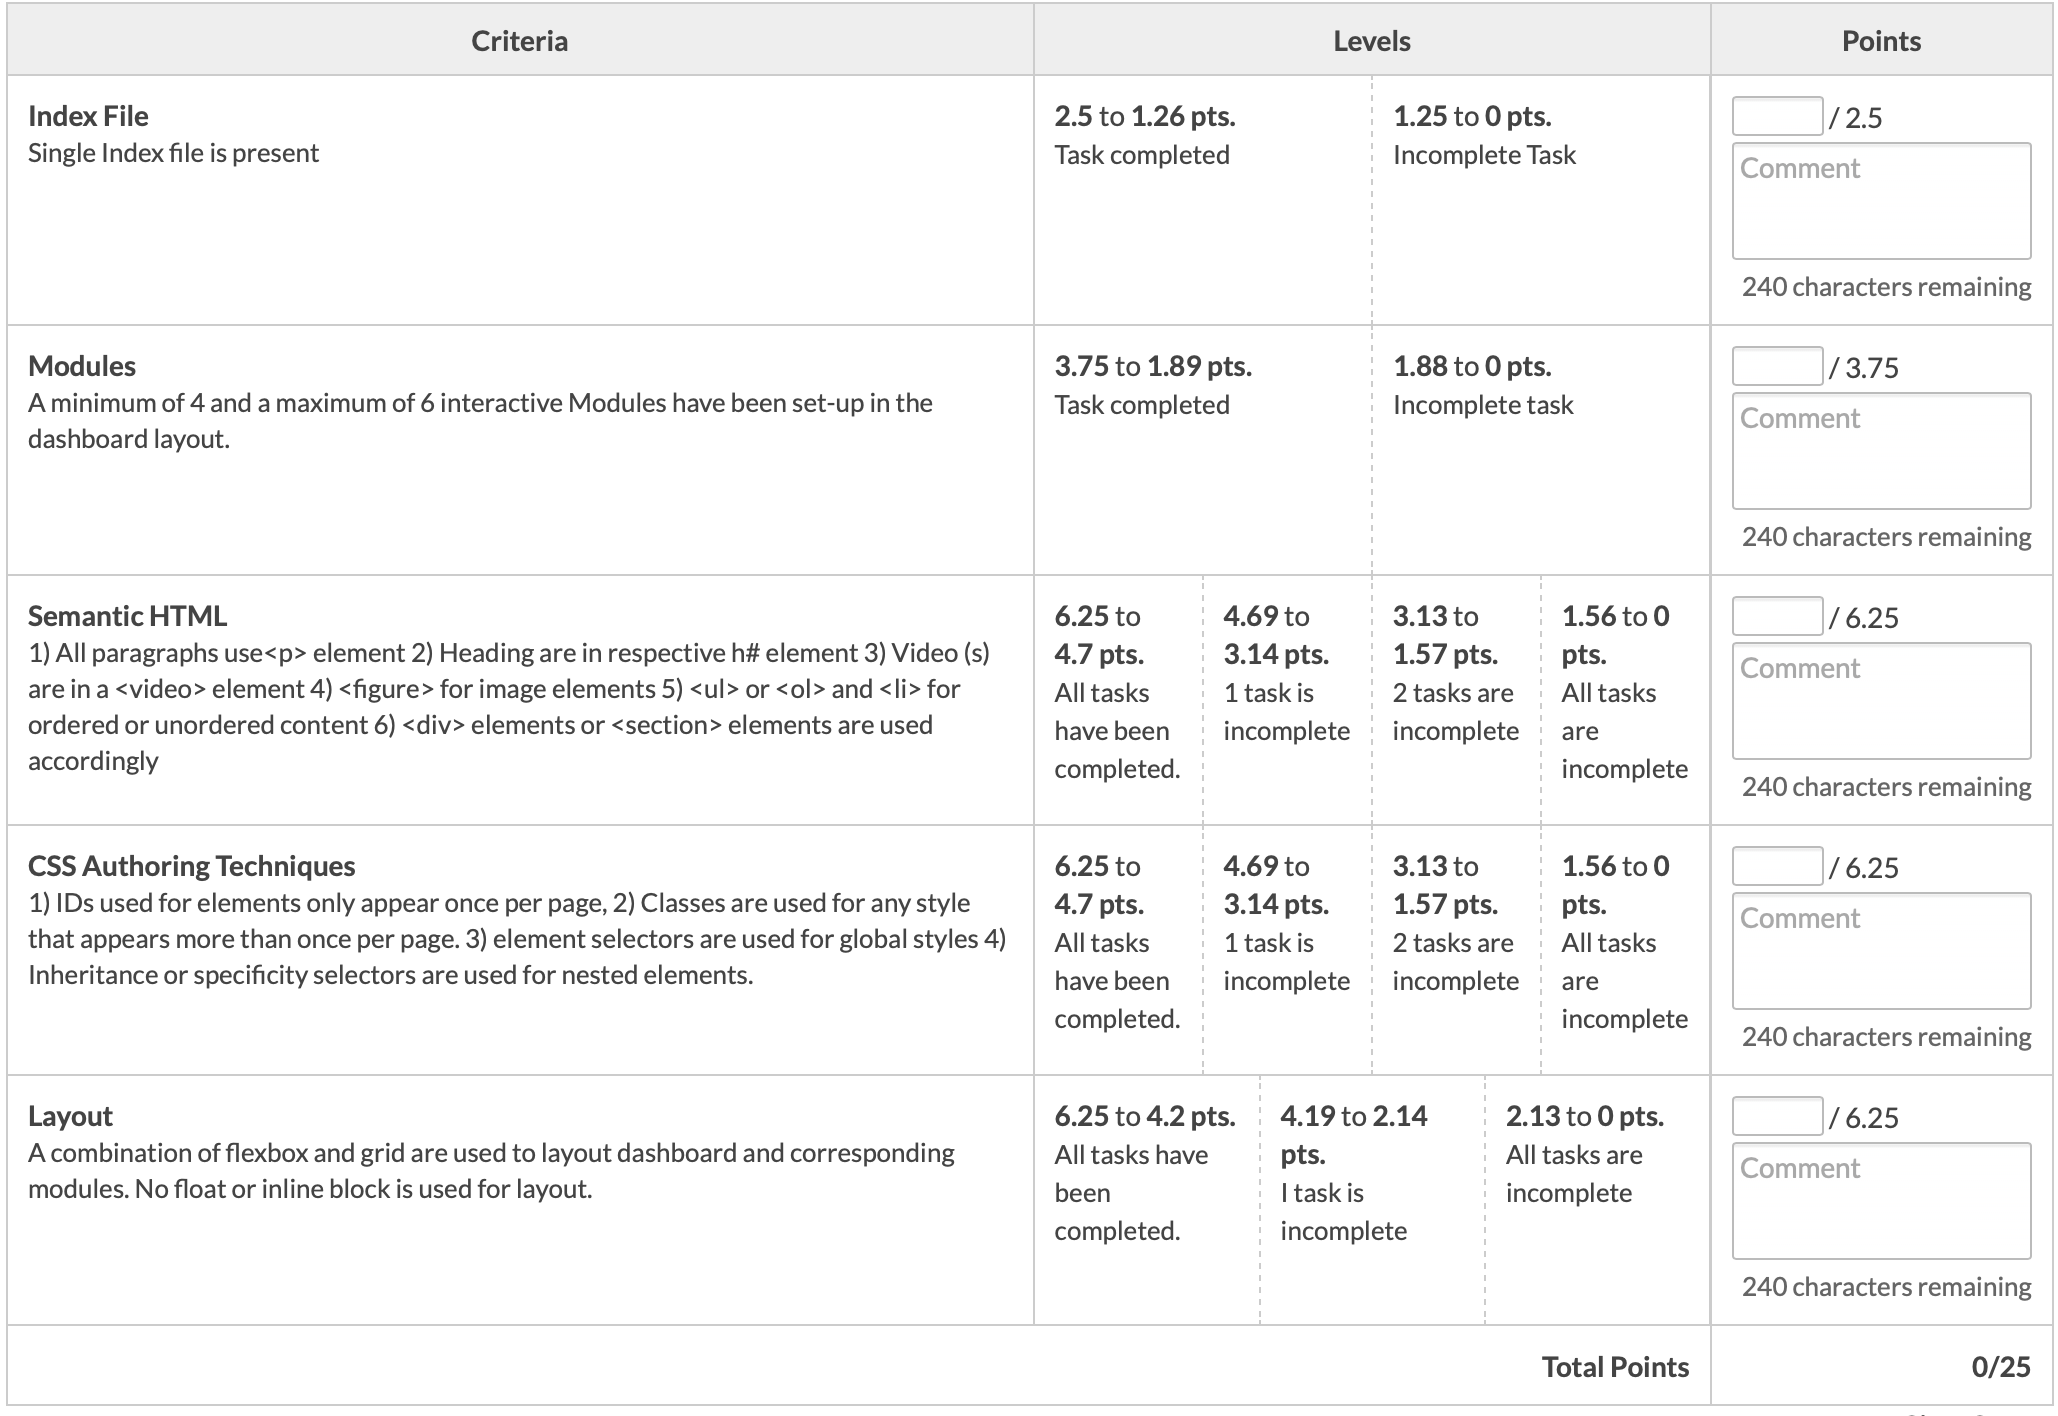 Criteria
Levels
Points
Index File
Single Index file is present
2.5 to 1.26 pts.
Task completed
1.25 to 0 pts.
Incomplete Task
/ 2.5
Comment
240 characters remaining
Modules
A minimum of 4 and a maximum of 6 interactive Modules have been set-up in the
dashboard layout.
3.75 to 1.89 pts.
Task completed
1.88 to 0 pts.
Incomplete task
/ 3.75
Comment
240 characters remaining
Semantic HTML
1) All paragraphs use<p> element 2) Heading are in respective h# element 3) Video (s)
are in a <video> element 4) <figure> for image elements 5) <ul> or <ol> and <li> for
ordered or unordered content 6) <div> elements or <section> elements are used
accordingly
6.25 to
4.7 pts.
All tasks
have been
completed.
4.69 to
3.14 pts.
1 task is
incomplete
3.13 to
1.57 pts.
2 tasks are
incomplete
1.56 to 0
pts.
All tasks
are
incomplete
/ 6.25
Comment
240 characters remaining
CSS Authoring Techniques
1) IDs used for elements only appear once per page, 2) Classes are used for any style
that appears more than once per page. 3) element selectors are used for global styles 4)
Inheritance or specificity selectors are used for nested elements.
6.25 to
4.7 pts.
All tasks
have been
completed.
4.69 to
3.14 pts.
1 task is
incomplete
3.13 to
1.57 pts.
2 tasks are
incomplete
1.56 to 0
pts.
All tasks
are
incomplete
/ 6.25
Comment
240 characters remaining
Layout
A combination of flexbox and grid are used to layout dashboard and corresponding
modules. No float or inline block is used for layout.
6.25 to 4.2 pts.
All tasks have
been
completed.
4.19 to 2.14
pts.
I task is
incomplete
2.13 to 0 pts.
All tasks are
incomplete
/ 6.25
Comment
240 characters remaining
Total Points
0/25